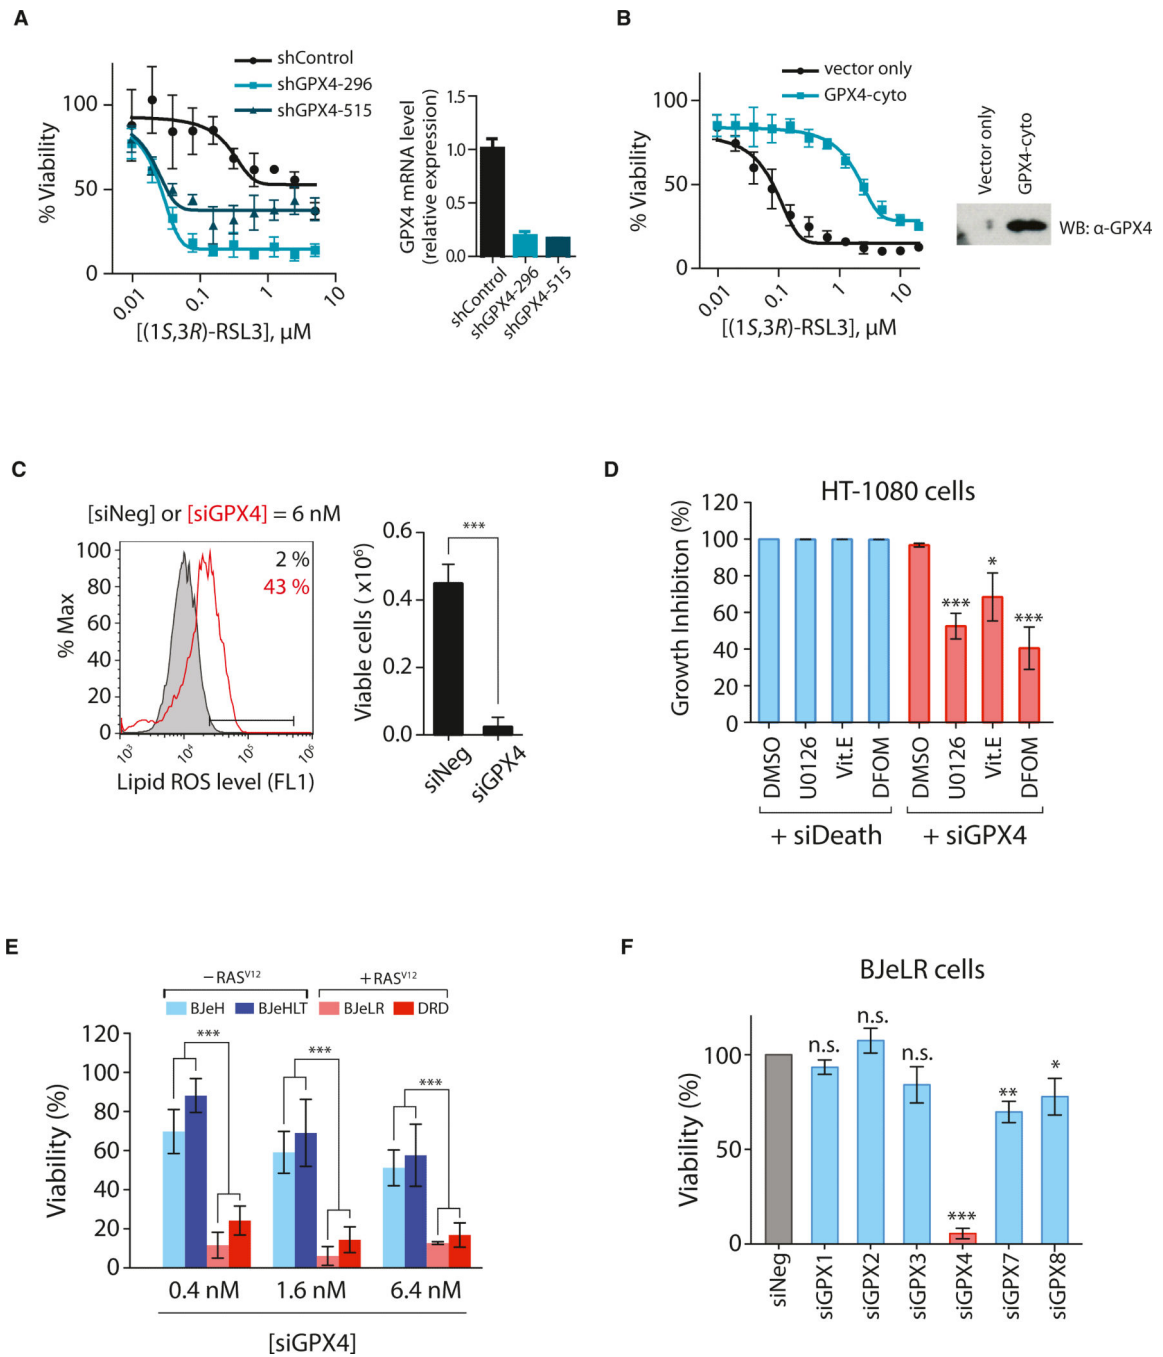 A
shControl
shGPX4-296
shGPX4-515
% Viability
100
50
0
0.01
0.1
1
10
[(1S,3R)-RSL3], μM
GPX4 mRNA level
(relative expression)
1.5
1.0
0.5
0.0
shControl
shGPX4-296
shGPX4-515
B
vector only
GPX4-cyto
% Viability
100
50
0
0.01
0.1
1
10
[(1S,3R)-RSL3], μM
Vector only
GPX4-cyto
WB: α-GPX4
C
[siNeg] or [siGPX4] = 6 nM
% Max
100
80
60
40
20
0
2 %
43 %
10³
10⁴
10⁵
10⁶
Lipid ROS level (FL1)
Viable cells ( x10⁶)
0.6
0.4
0.2
0.0
***
siNeg
siGPX4
D
HT-1080 cells
Growth Inhibiton (%)
120
100
80
60
40
20
0
***
*
***
DMSO
U0126
Vit.E
DFOM
DMSO
U0126
Vit.E
DFOM
+ siDeath
+ siGPX4
E
−RASV12
+RASV12
BJeH
BJeHLT
BJeLR
DRD
Viability (%)
120
100
80
60
40
20
0
***
***
***
0.4 nM
1.6 nM
6.4 nM
[siGPX4]
F
BJeLR cells
Viability (%)
100
50
0
n.s.
n.s.
n.s.
***
**
*
siNeg
siGPX1
siGPX2
siGPX3
siGPX4
siGPX7
siGPX8